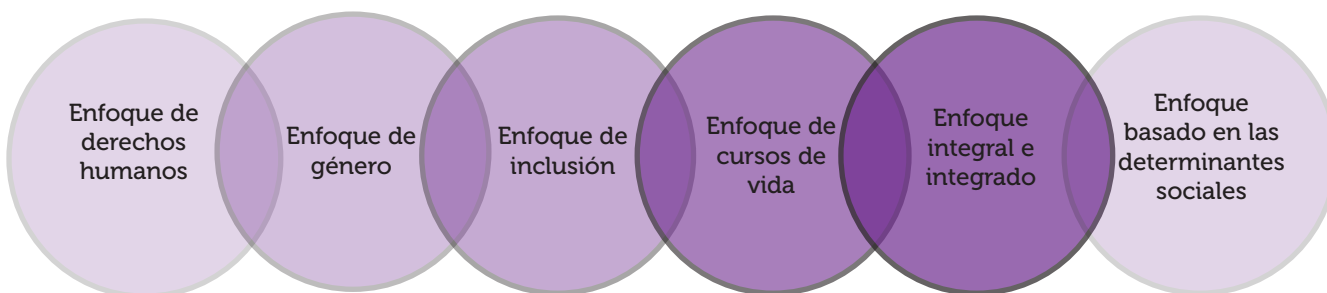 Enfoque de
derechos
humanos
Enfoque de
género
Enfoque de
inclusión
Enfoque de
cursos de
vida
Enfoque
integral e
integrado
Enfoque
basado en las
determinantes
sociales